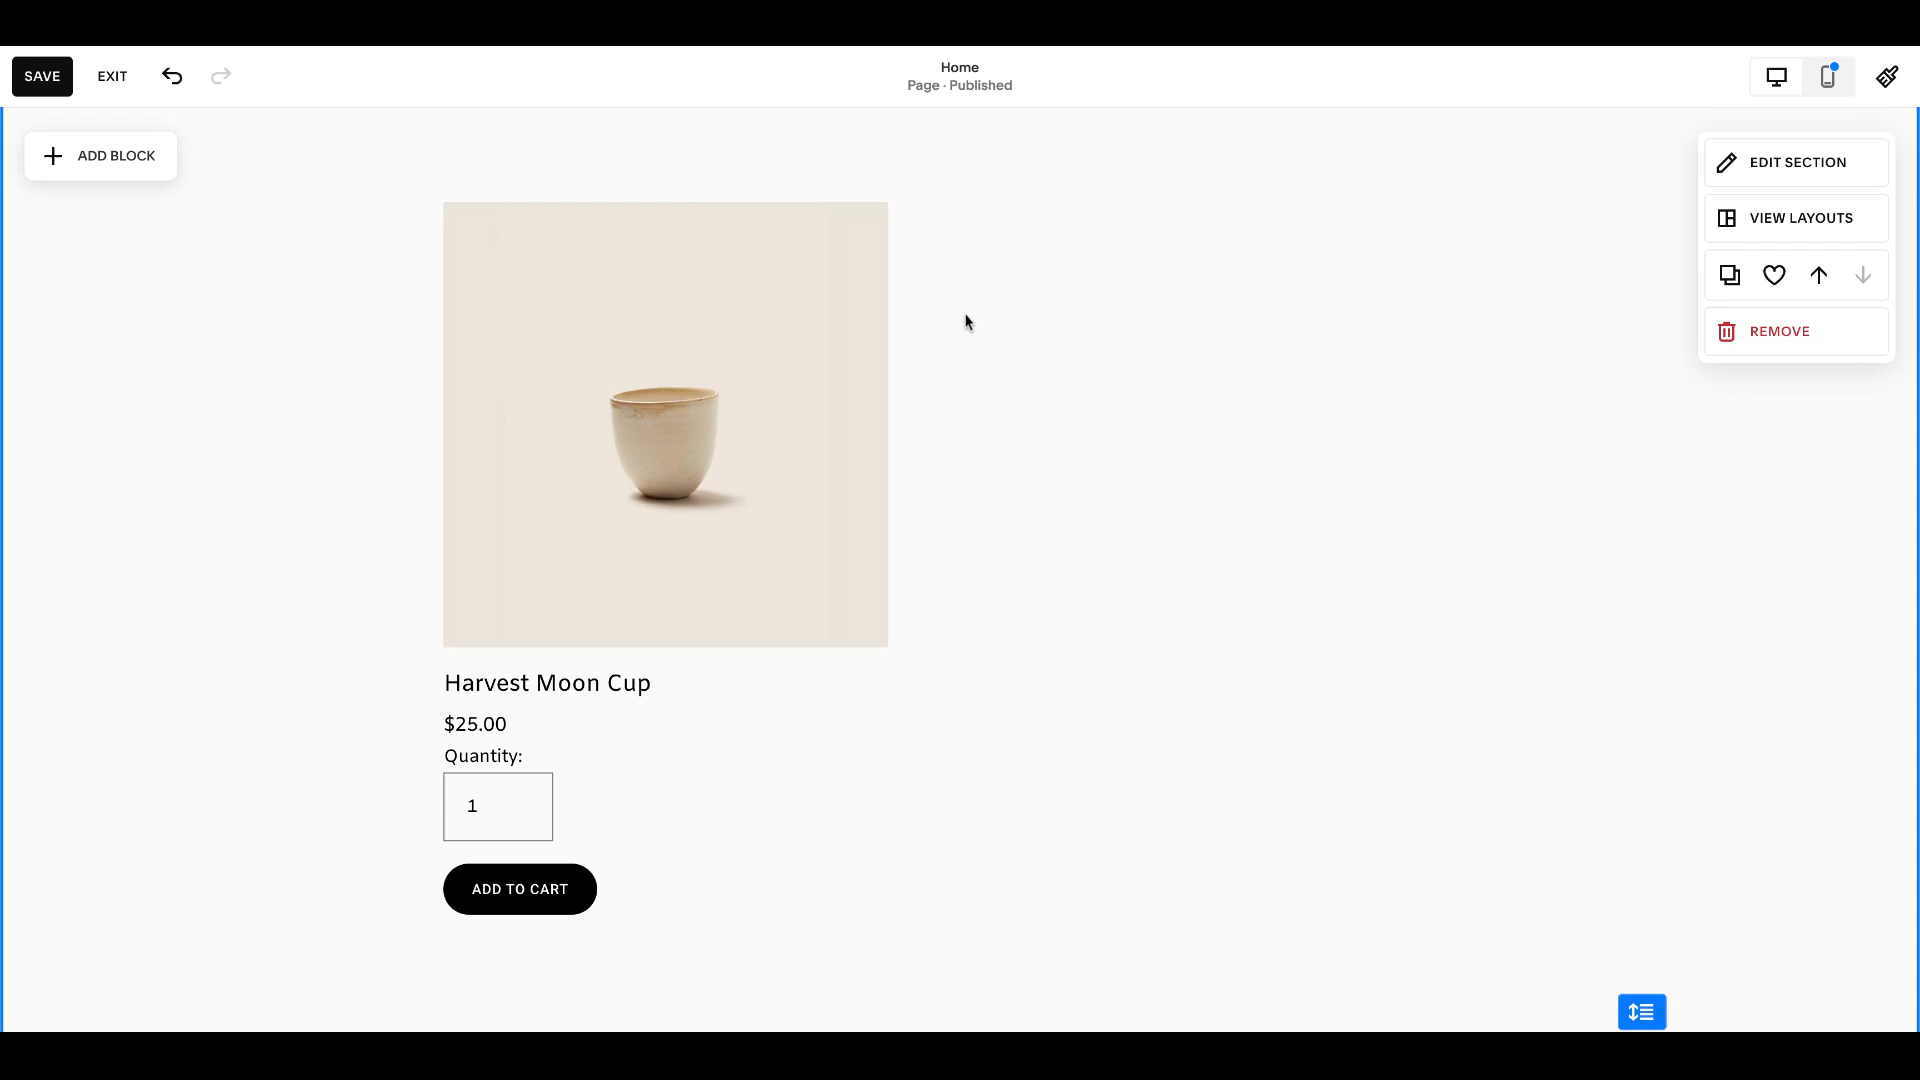 SAVE
EXIT
Home
Page · Published
ADD BLOCK
EDIT SECTION
VIEW LAYOUTS
REMOVE
Harvest Moon Cup
$25.00
Quantity:
1
ADD TO CART